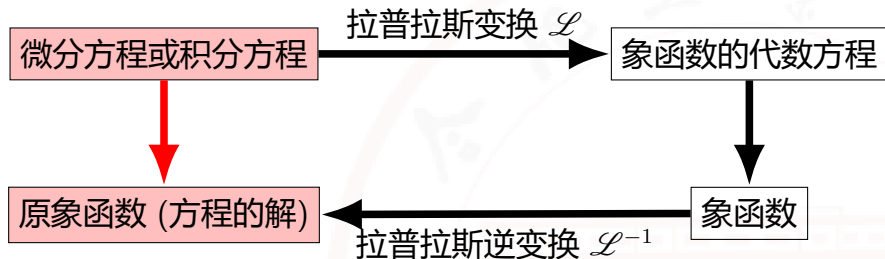 拉普拉斯变换 ℒ
微分方程或积分方程
象函数的代数方程
原象函数 (方程的解)
象函数
拉普拉斯逆变换 ℒ⁻¹